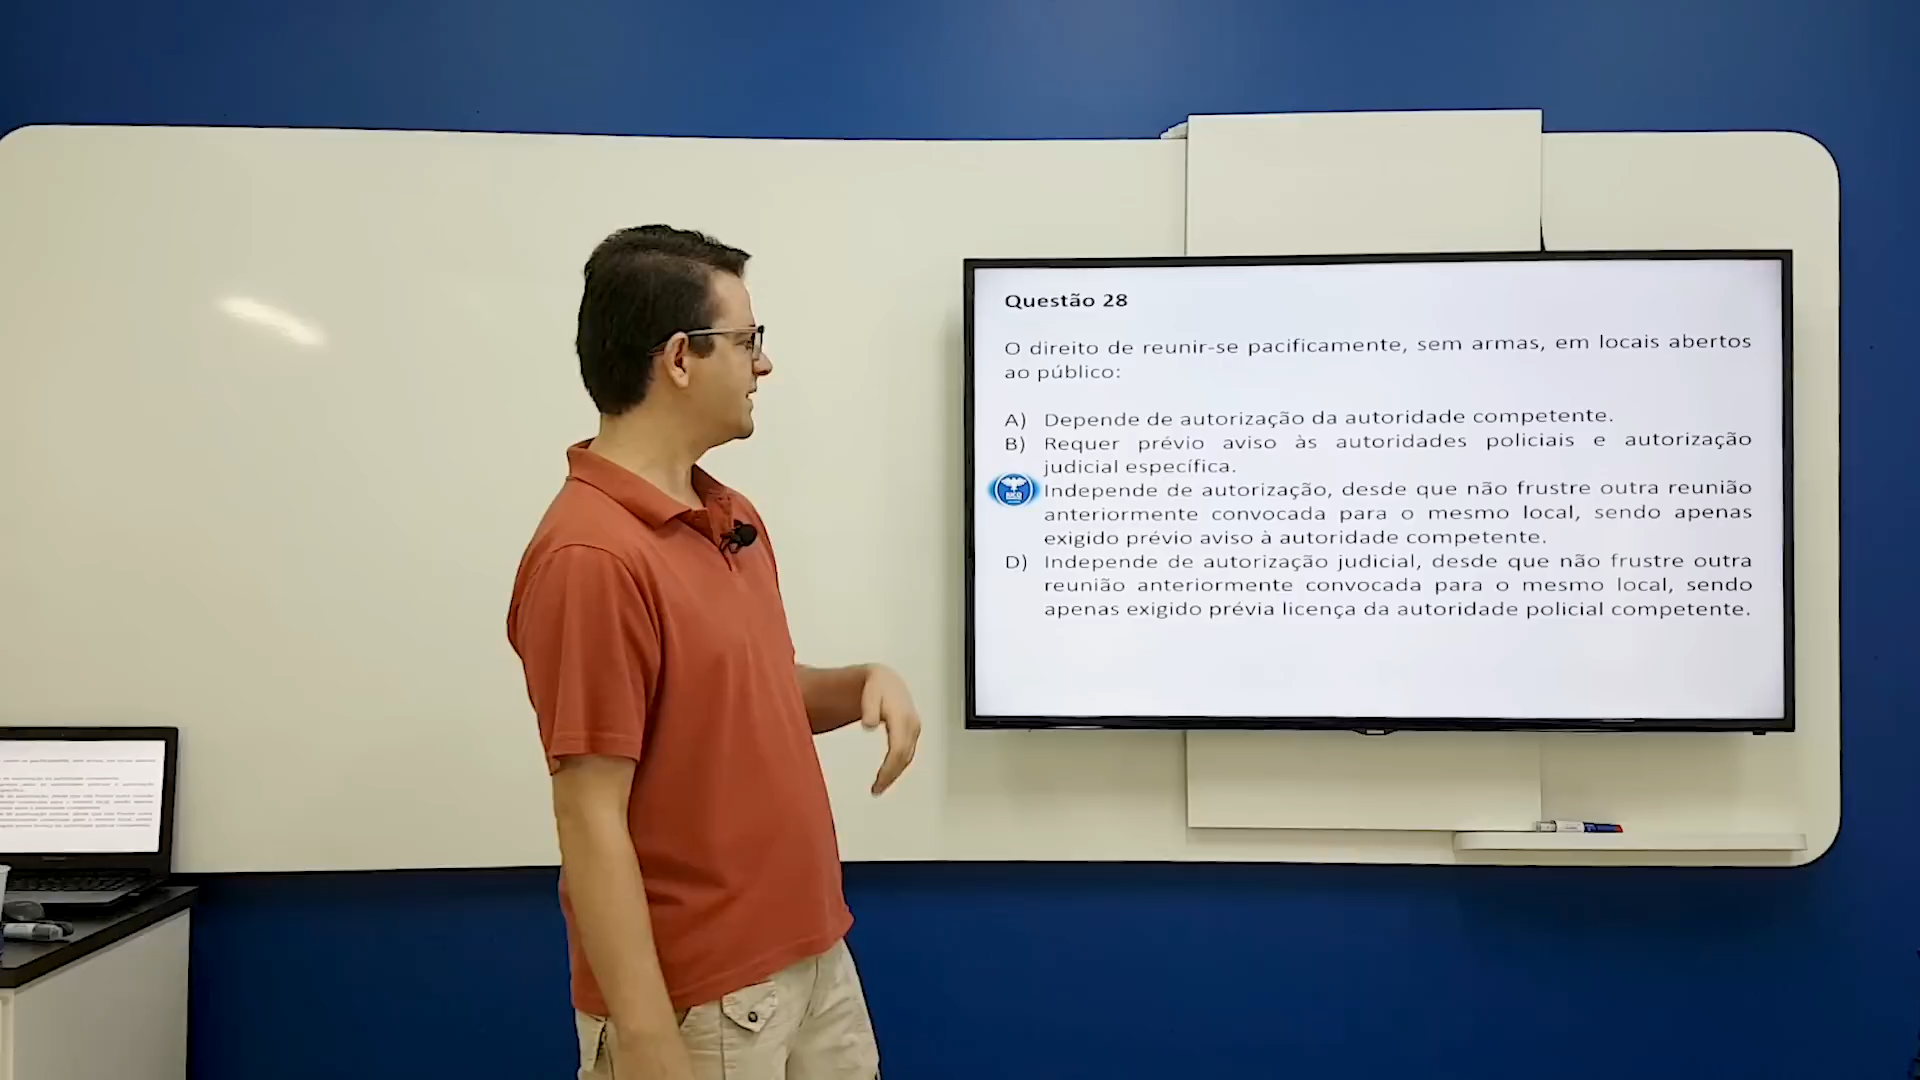 Questão 28
O direito de reunir-se pacificamente, sem armas, em locais abertos
ao público:
A) Depende de autorização da autoridade competente.
B) Requer prévio aviso às autoridades policiais e autorização
judicial específica.
Independe de autorização, desde que não frustre outra reunião
anteriormente convocada para o mesmo local, sendo apenas
exigido prévio aviso à autoridade competente.
D) Independe de autorização judicial, desde que não frustre outra
reunião anteriormente convocada para o mesmo local, sendo
apenas exigido prévia licença da autoridade policial competente.